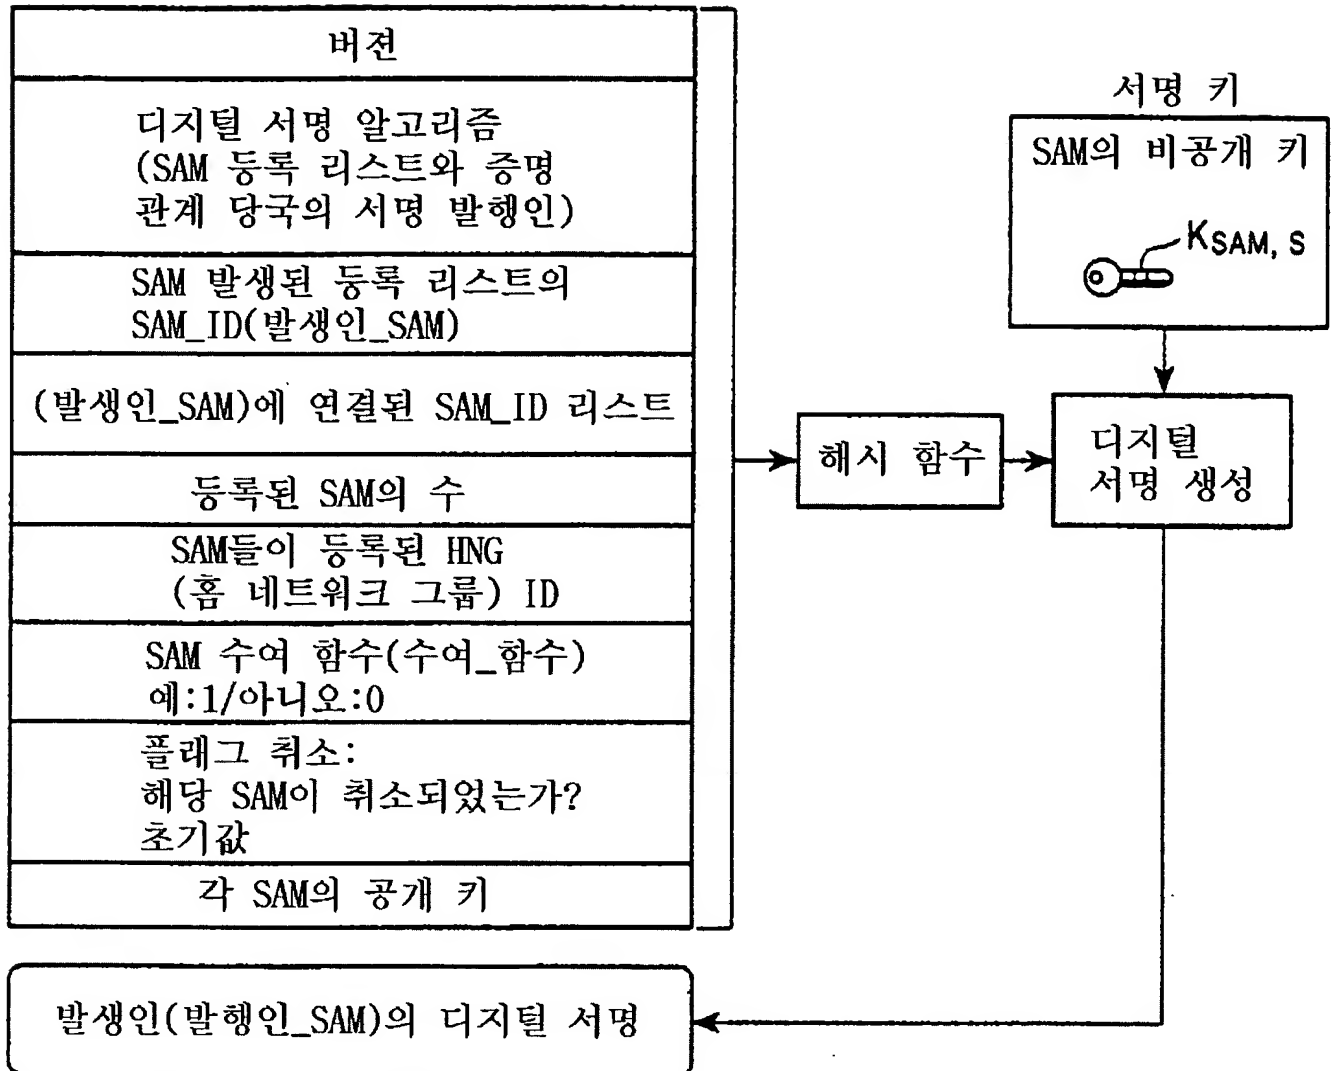 버젼
디지털 서명 알고리즘
(SAM 등록 리스트와 증명
관계 당국의 서명 발행인)
SAM 발생된 등록 리스트의
SAM_ID(발생인_SAM)
(발생인_SAM)에 연결된 SAM_ID 리스트
등록된 SAM의 수
SAM들이 등록된 HNG
(홈 네트워크 그룹) ID
SAM 수여 함수(수여_함수)
예:1/아니오:0
플래그 취소:
해당 SAM이 취소되었는가?
초기값
각 SAM의 공개 키
발생인(발행인_SAM)의 디지털 서명
해시 함수
서명 키
SAM의 비공개 키
KSAM, S
디지털
서명 생성